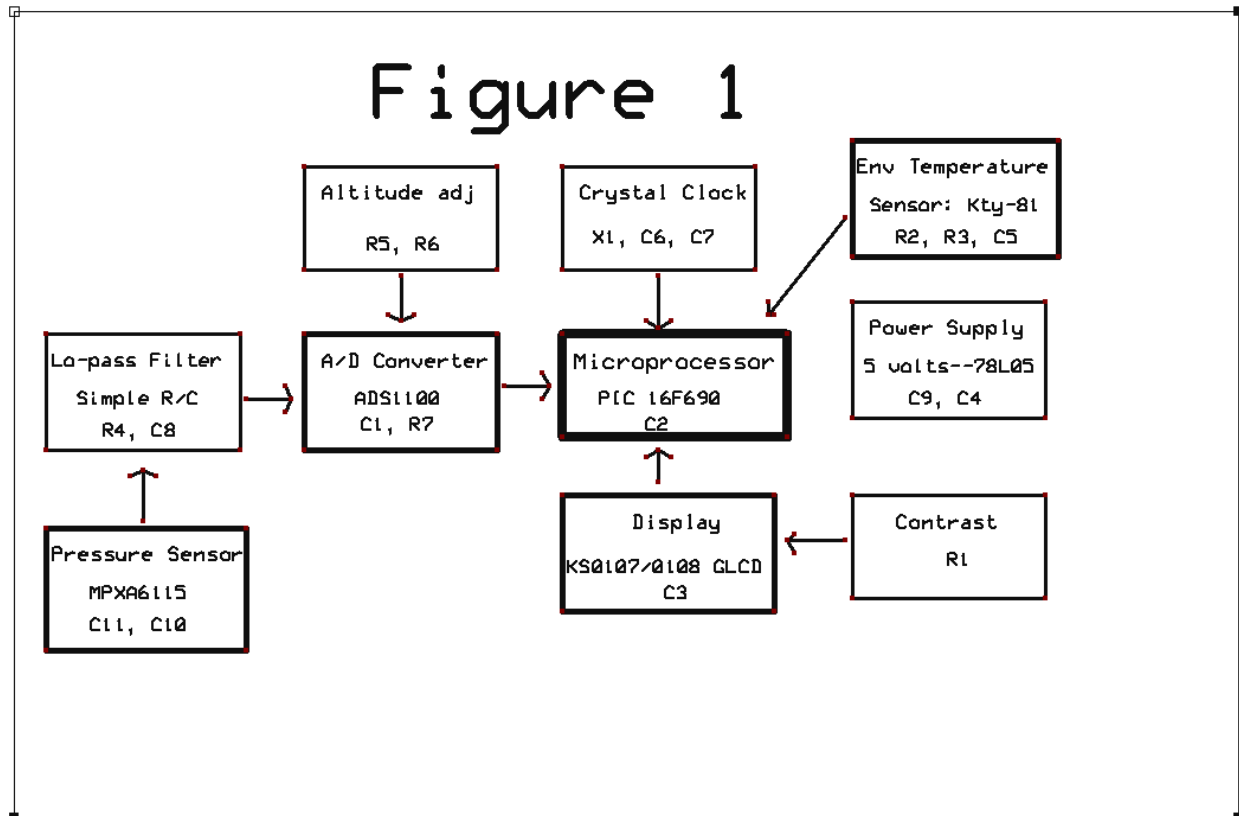 Figure 1
Altitude adj
R5, R6
Crystal Clock
X1, C6, C7
Env Temperature
Sensor: Kty-81
R2, R3, C5
Lo-pass Filter
Simple R/C
R4, C8
A/D Converter
ADS1100
C1, R7
Microprocessor
PIC 16F690
C2
Power Supply
5 volts--78L05
C9, C4
Pressure Sensor
MPXA6115
C11, C10
Display
KS0107/0108 GLCD
C3
Contrast
R1